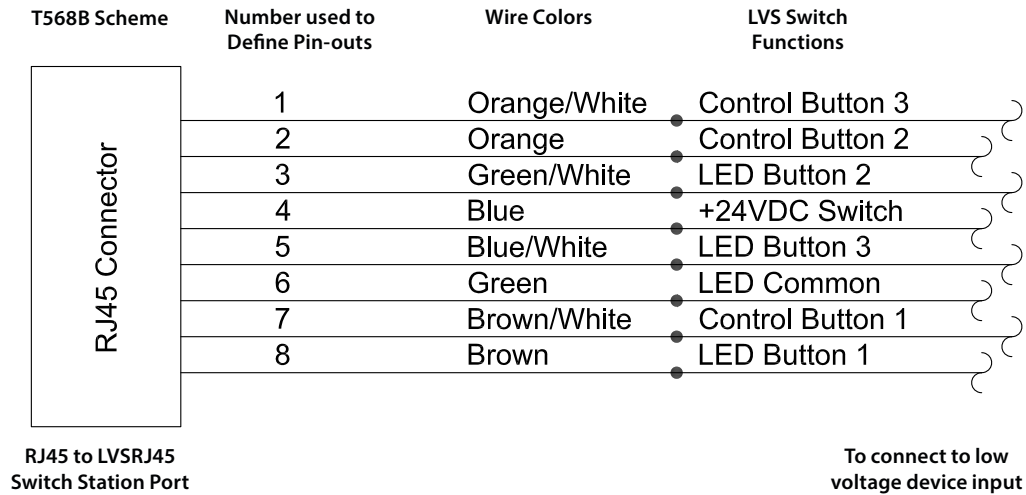 T568B Scheme
Number used to
Define Pin-outs
Wire Colors
LVS Switch
Functions
RJ45 Connector
1 Orange/White Control Button 3
2 Orange Control Button 2
3 Green/White LED Button 2
4 Blue +24VDC Switch
5 Blue/White LED Button 3
6 Green LED Common
7 Brown/White Control Button 1
8 Brown LED Button 1
RJ45 to LVSRJ45
Switch Station Port
To connect to low
voltage device input